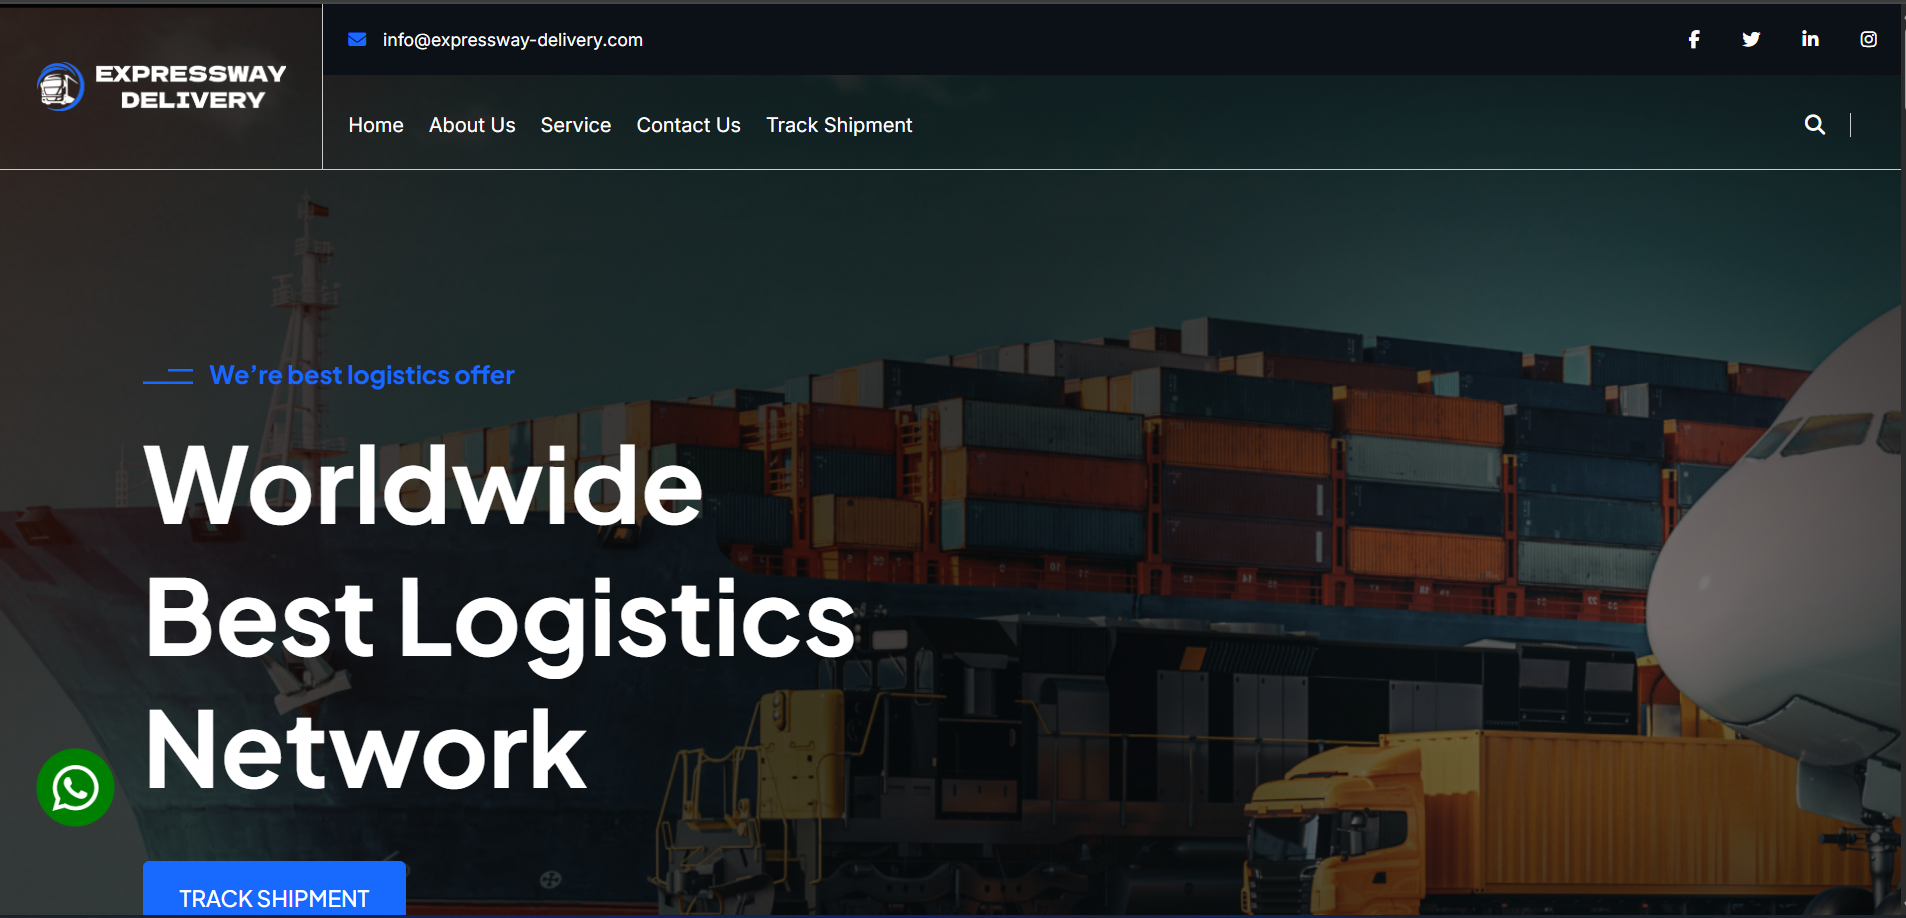 EXPRESSWAY
DELIVERY
info@expressway-delivery.com
Home About Us Service Contact Us Track Shipment
We're best logistics offer
Worldwide
Best Logistics
Network
TRACK SHIPMENT